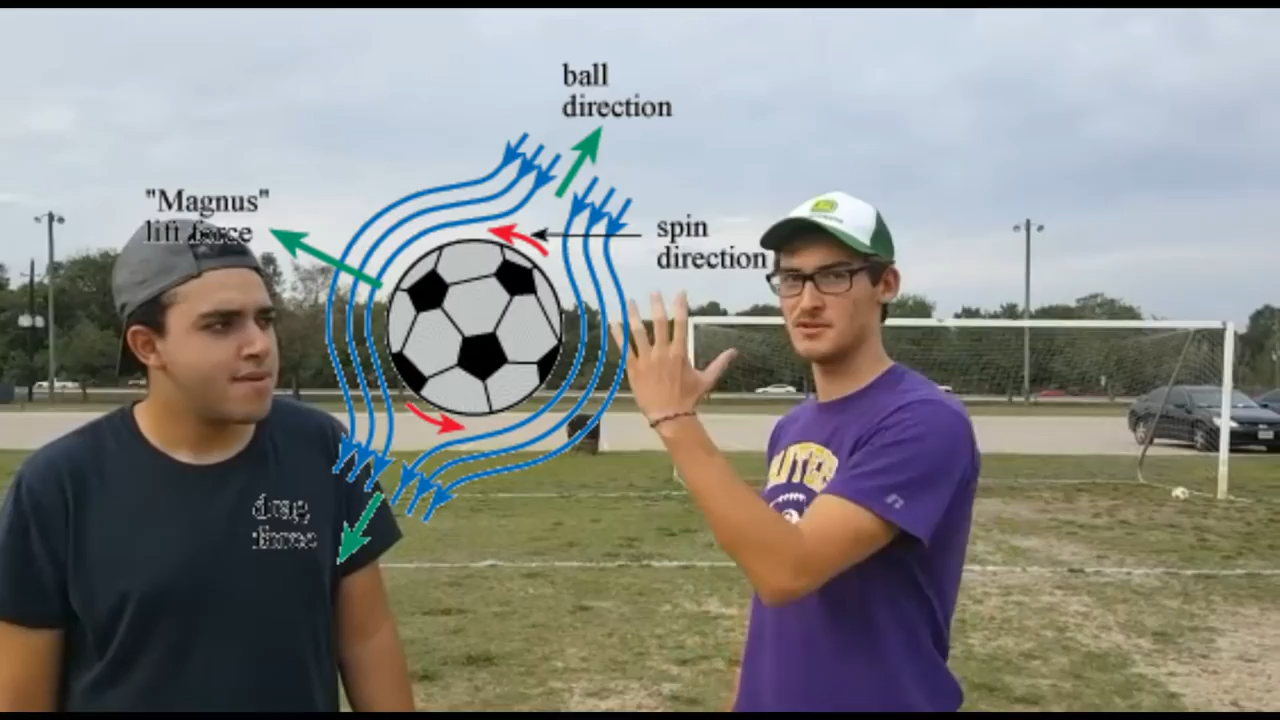 ball
direction
"Magnus"
lift force
spin
direction
drag
force